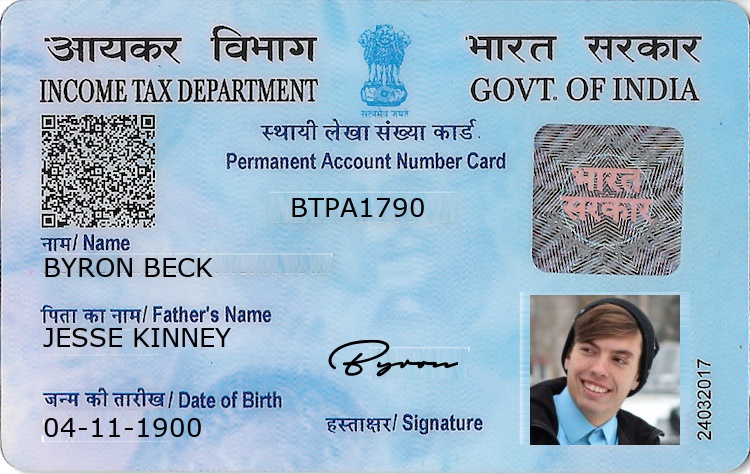 आयकर विभाग
INCOME TAX DEPARTMENT
भारत सरकार
GOVT. OF INDIA
सत्यमेव जयते
स्थायी लेखा संख्या कार्ड
Permanent Account Number Card
भारत
सरकार
BTPA1790
नाम/ Name
BYRON BECK
पिता का नाम/ Father's Name
JESSE KINNEY
Byron
जन्म की तारीख/ Date of Birth
04-11-1900
हस्ताक्षर/ Signature
24032017